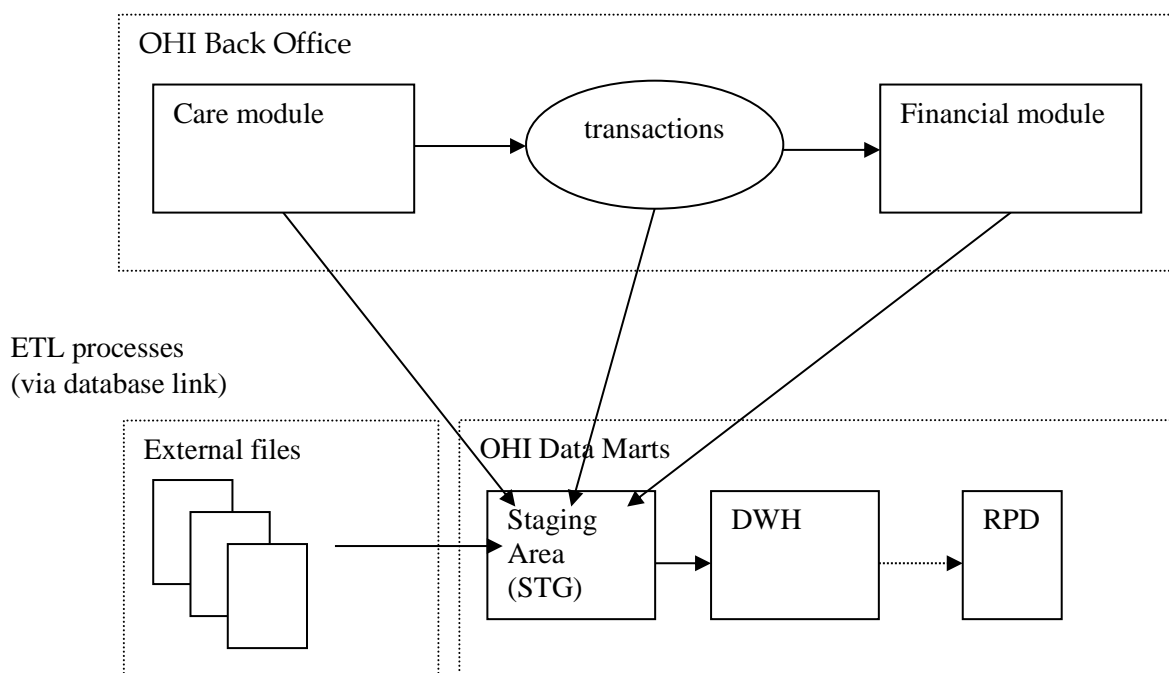 OHI Back Office
Care module
transactions
Financial module
ETL processes
(via database link)
External files
OHI Data Marts
Staging
Area
(STG)
DWH
RPD